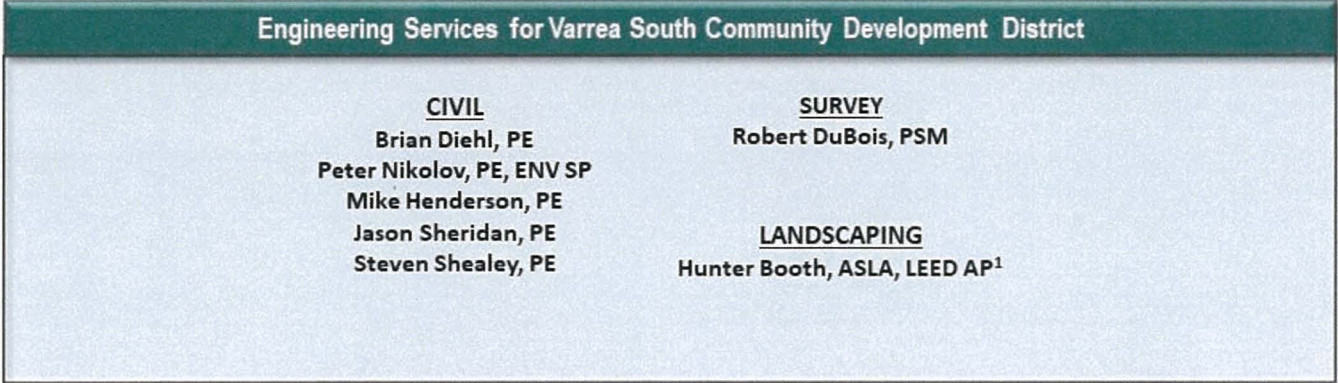 Engineering Services for Varrea South Community Development District
CIVIL
Brian Diehl, PE
Peter Nikolov, PE, ENV SP
Mike Henderson, PE
Jason Sheridan, PE
Steven Shealey, PE
SURVEY
Robert DuBois, PSM
LANDSCAPING
Hunter Booth, ASLA, LEED AP¹